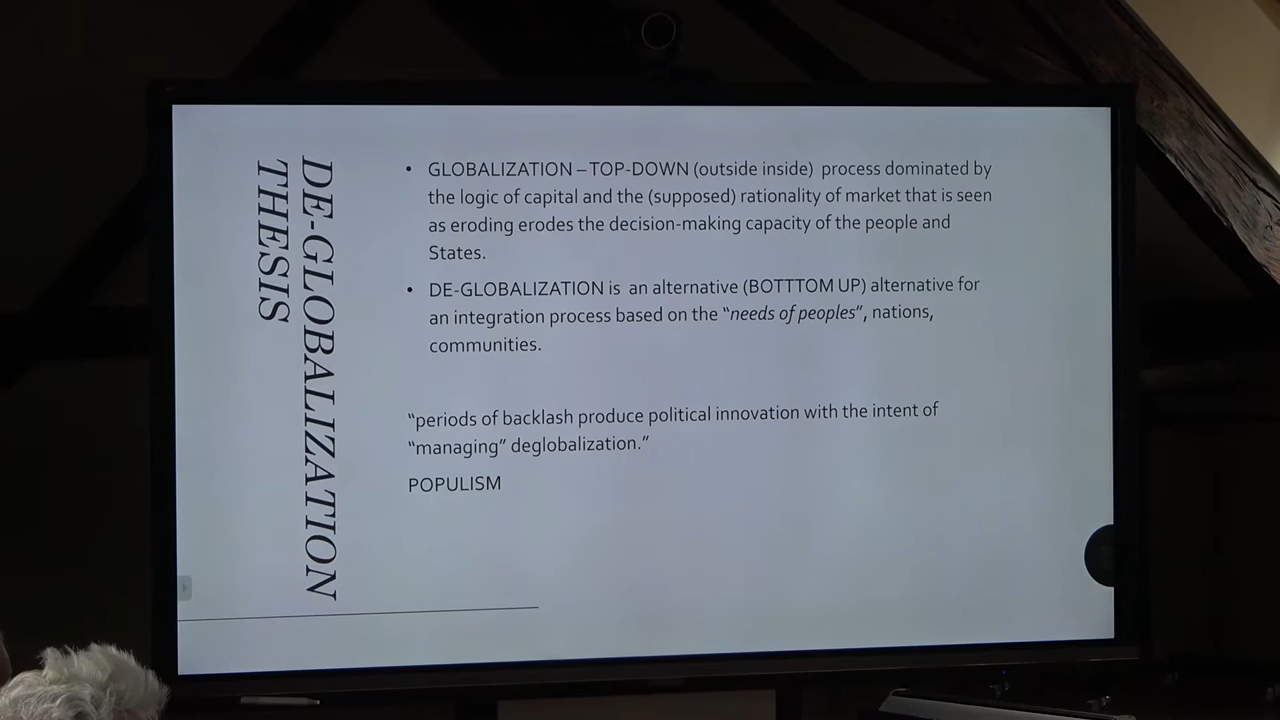 DE-GLOBALIZATION
THESIS
• GLOBALIZATION – TOP-DOWN (outside inside) process dominated by
the logic of capital and the (supposed) rationality of market that is seen
as eroding erodes the decision-making capacity of the people and
States.
• DE-GLOBALIZATION is an alternative (BOTTTOM UP) alternative for
an integration process based on the “needs of peoples”, nations,
communities.
“periods of backlash produce political innovation with the intent of
“managing” deglobalization.”
POPULISM